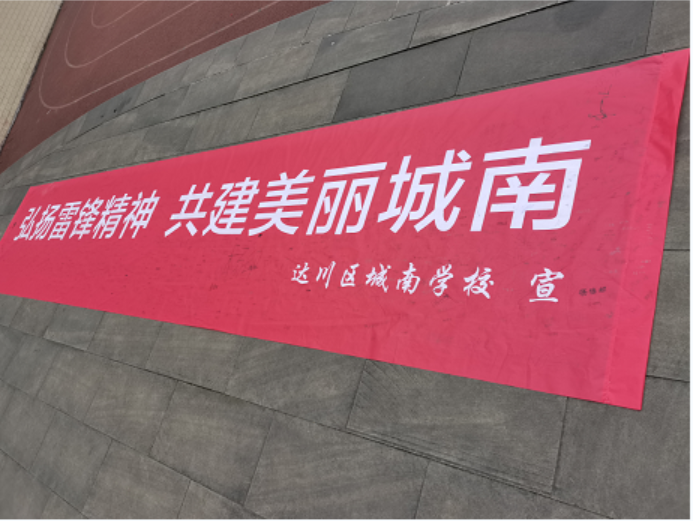 弘扬雷锋精神 共建美丽城南
达川区城南学校 宣